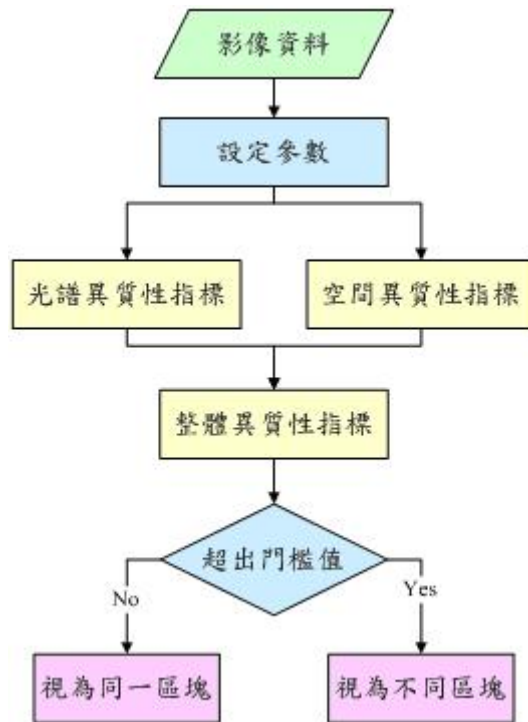 影像資料
設定參數
光譜異質性指標
空間異質性指標
整體異質性指標
超出門檻值
No
Yes
視為同一區塊
視為不同區塊